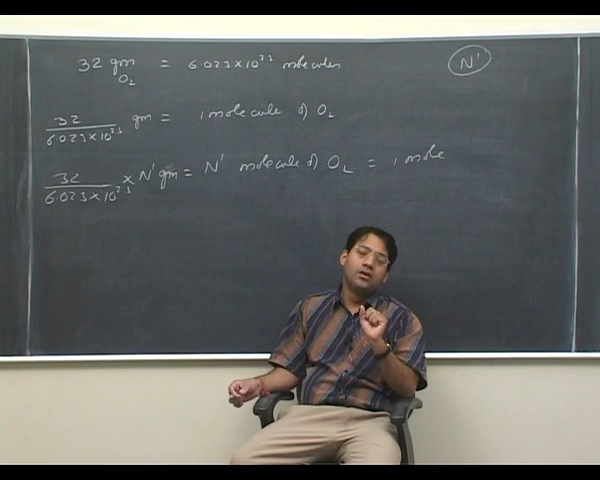 32 gm O2 = 6.023 × 10^23 molecules
N'
32 / 6.023 × 10^23 gm = 1 molecule of O2
32 / 6.023 × 10^23 × N' gm = N' molecule of O2 = 1 mole